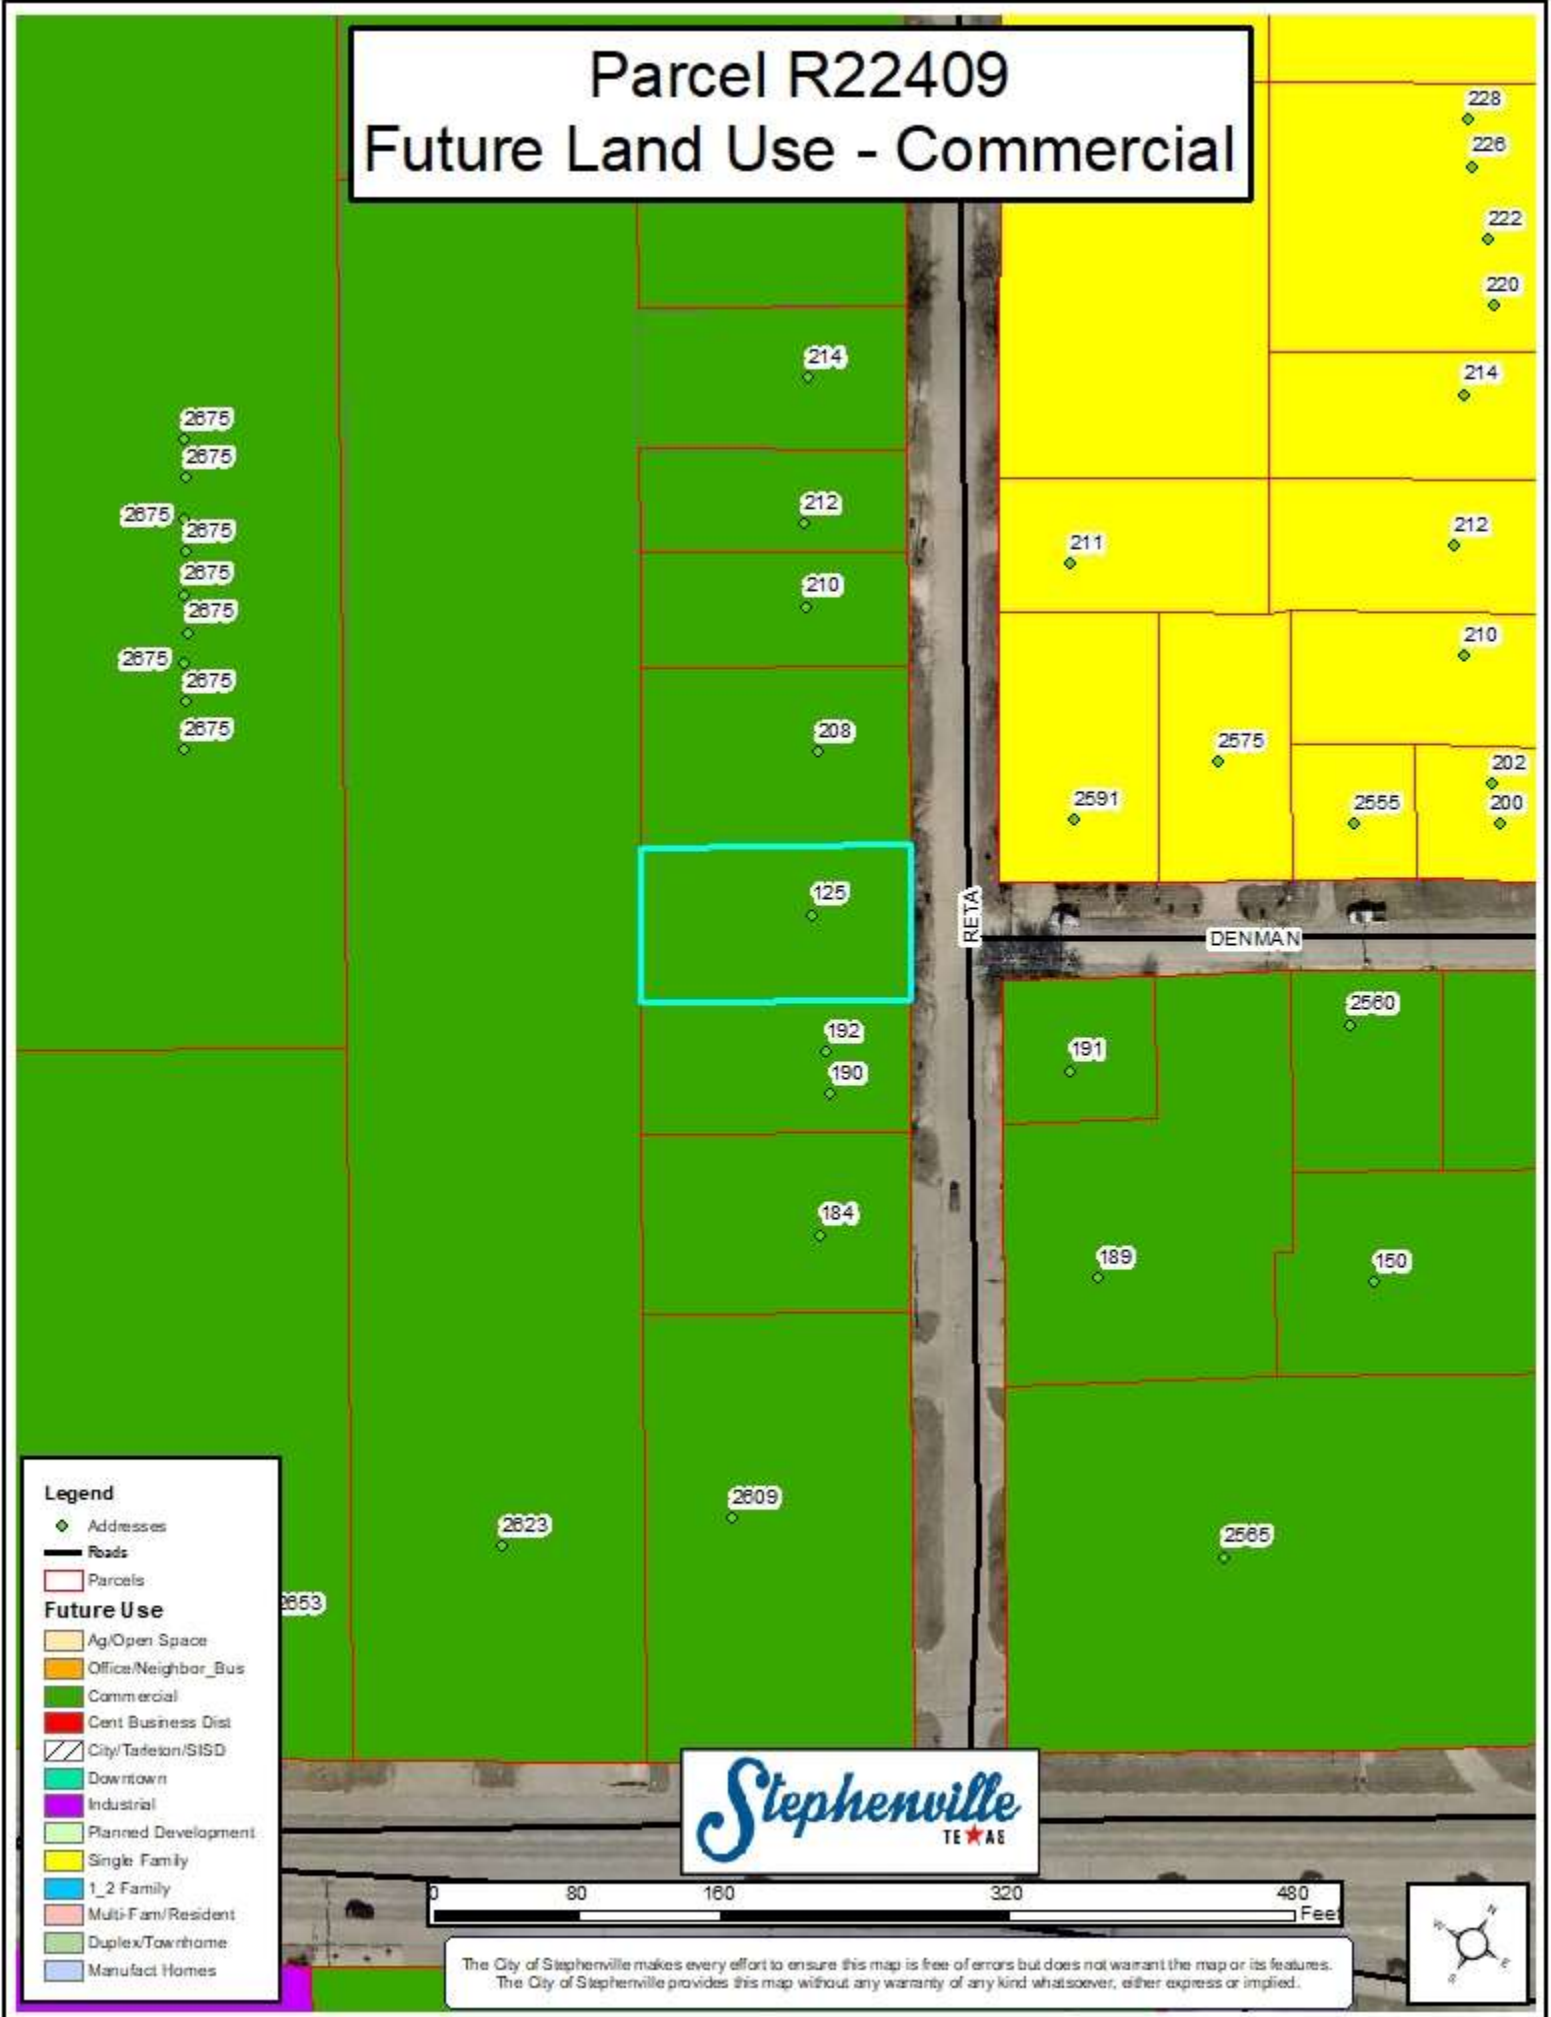 Parcel R22409
Future Land Use - Commercial
228
226
222
220
214
214
2675
2675
2675
2675
2675
2675
2675
2675
2675
212
210
208
211
212
210
2575
2591
2555
202
200
125
RETA
DENMAN
192
190
191
2560
184
189
150
2609
2623
2565
2653
Legend
Addresses
Roads
Parcels
Future Use
Ag/Open Space
Office/Neighbor_Bus
Commercial
Cent Business Dist
City/Tarleton/SISD
Downtown
Industrial
Planned Development
Single Family
1_2 Family
Multi-Fam/Resident
Duplex/Townhome
Manufact Homes
Stephenville
TEXAS
0 80 160 320 480
Feet
The City of Stephenville makes every effort to ensure this map is free of errors but does not warrant the map or its features.
The City of Stephenville provides this map without any warranty of any kind whatsoever, either express or implied.
N
W
E
S